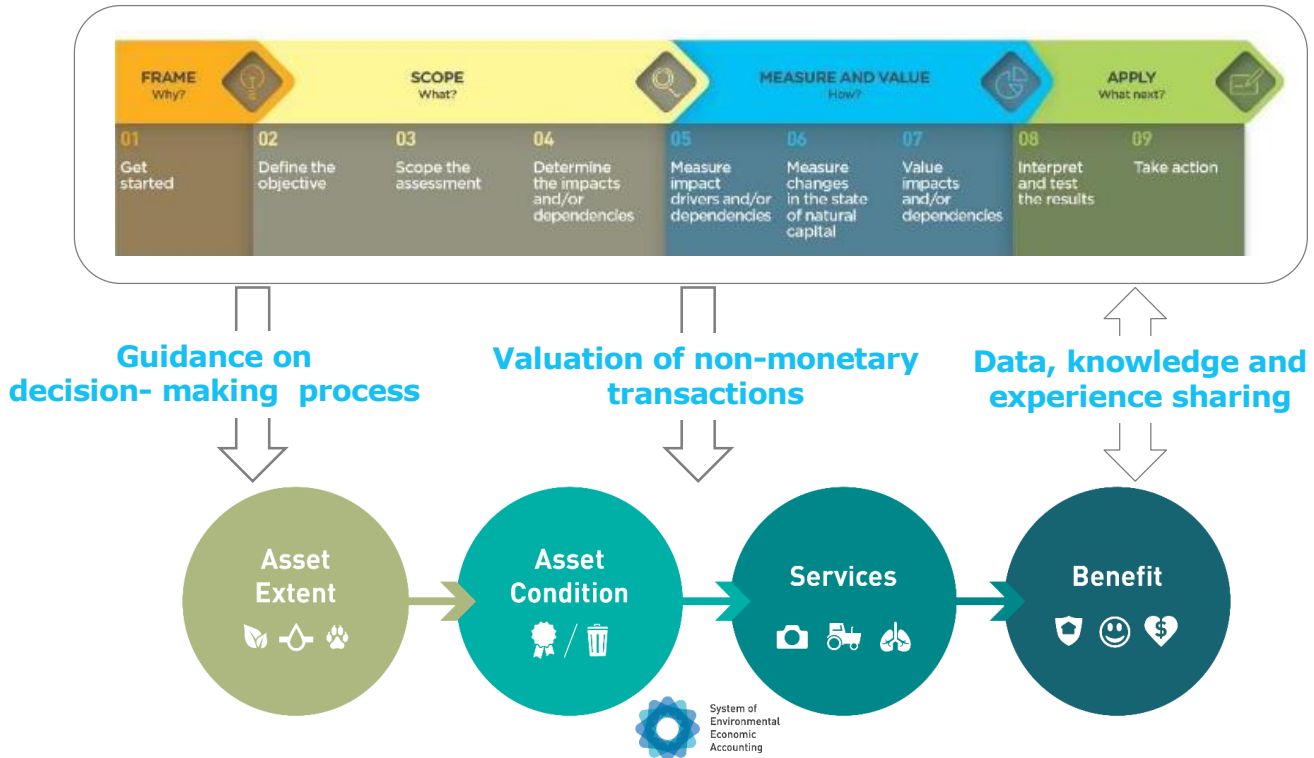 FRAME
Why?
SCOPE
What?
MEASURE AND VALUE
How?
APPLY
What next?
01
Get
started
02
Define the
objective
03
Scope the
assessment
04
Determine
the impacts
and/or
dependencies
05
Measure
impact
drivers and/or
dependencies
06
Measure
changes
in the state
of natural
capital
07
Value
impacts
and/or
dependencies
08
Interpret
and test
the results
09
Take action
Guidance on
decision- making process
Valuation of non-monetary
transactions
Data, knowledge and
experience sharing
Asset
Extent
Asset
Condition
Services
Benefit
$
System of
Environmental
Economic
Accounting